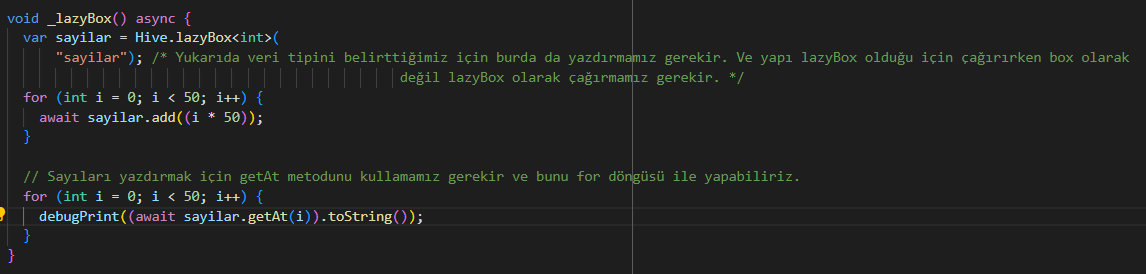 void _lazyBox() async {
  var sayilar = Hive.lazyBox<int>(
      "sayilar"); /* Yukarıda veri tipini belirttiğimiz için burda da yazdırmamız gerekir. Ve yapı lazyBox olduğu için çağırırken box olarak
                                                 değil lazyBox olarak çağırmamız gerekir. */
  for (int i = 0; i < 50; i++) {
    await sayilar.add((i * 50));
  }

  // Sayıları yazdırmak için getAt metodunu kullamamız gerekir ve bunu for döngüsü ile yapabiliriz.
  for (int i = 0; i < 50; i++) {
    debugPrint((await sayilar.getAt(i)).toString());
  }
}